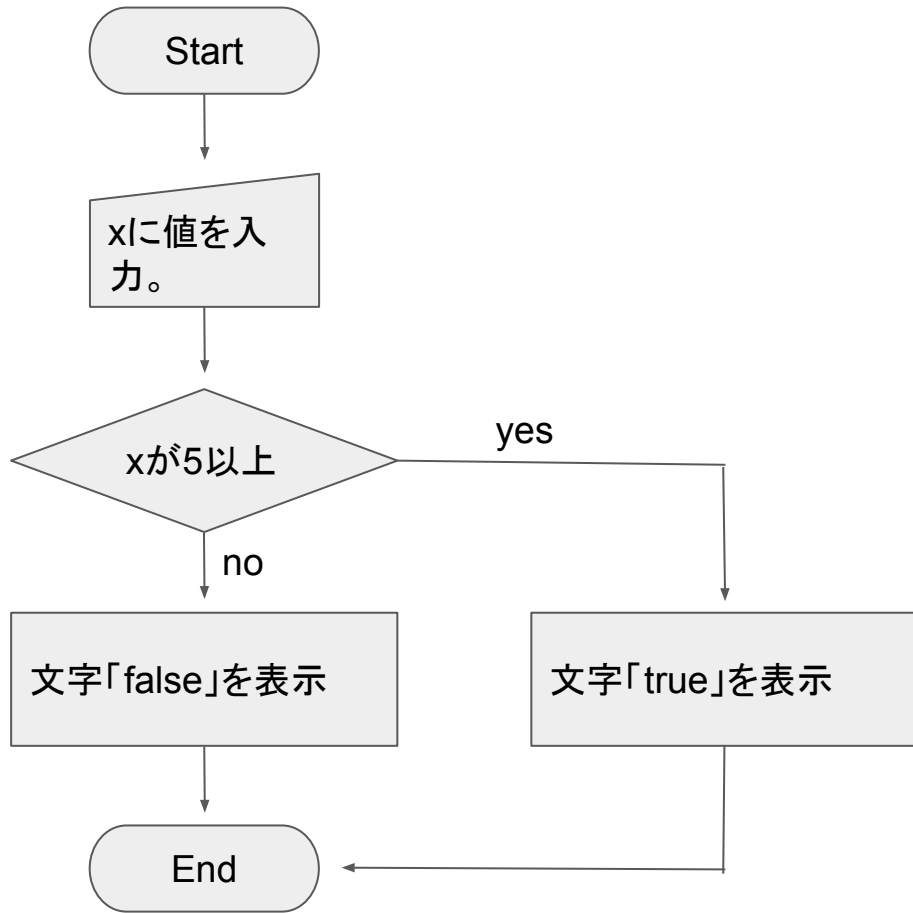 Start
xに値を入
力。
xが5以上
yes
no
文字「false」を表示
文字「true」を表示
End